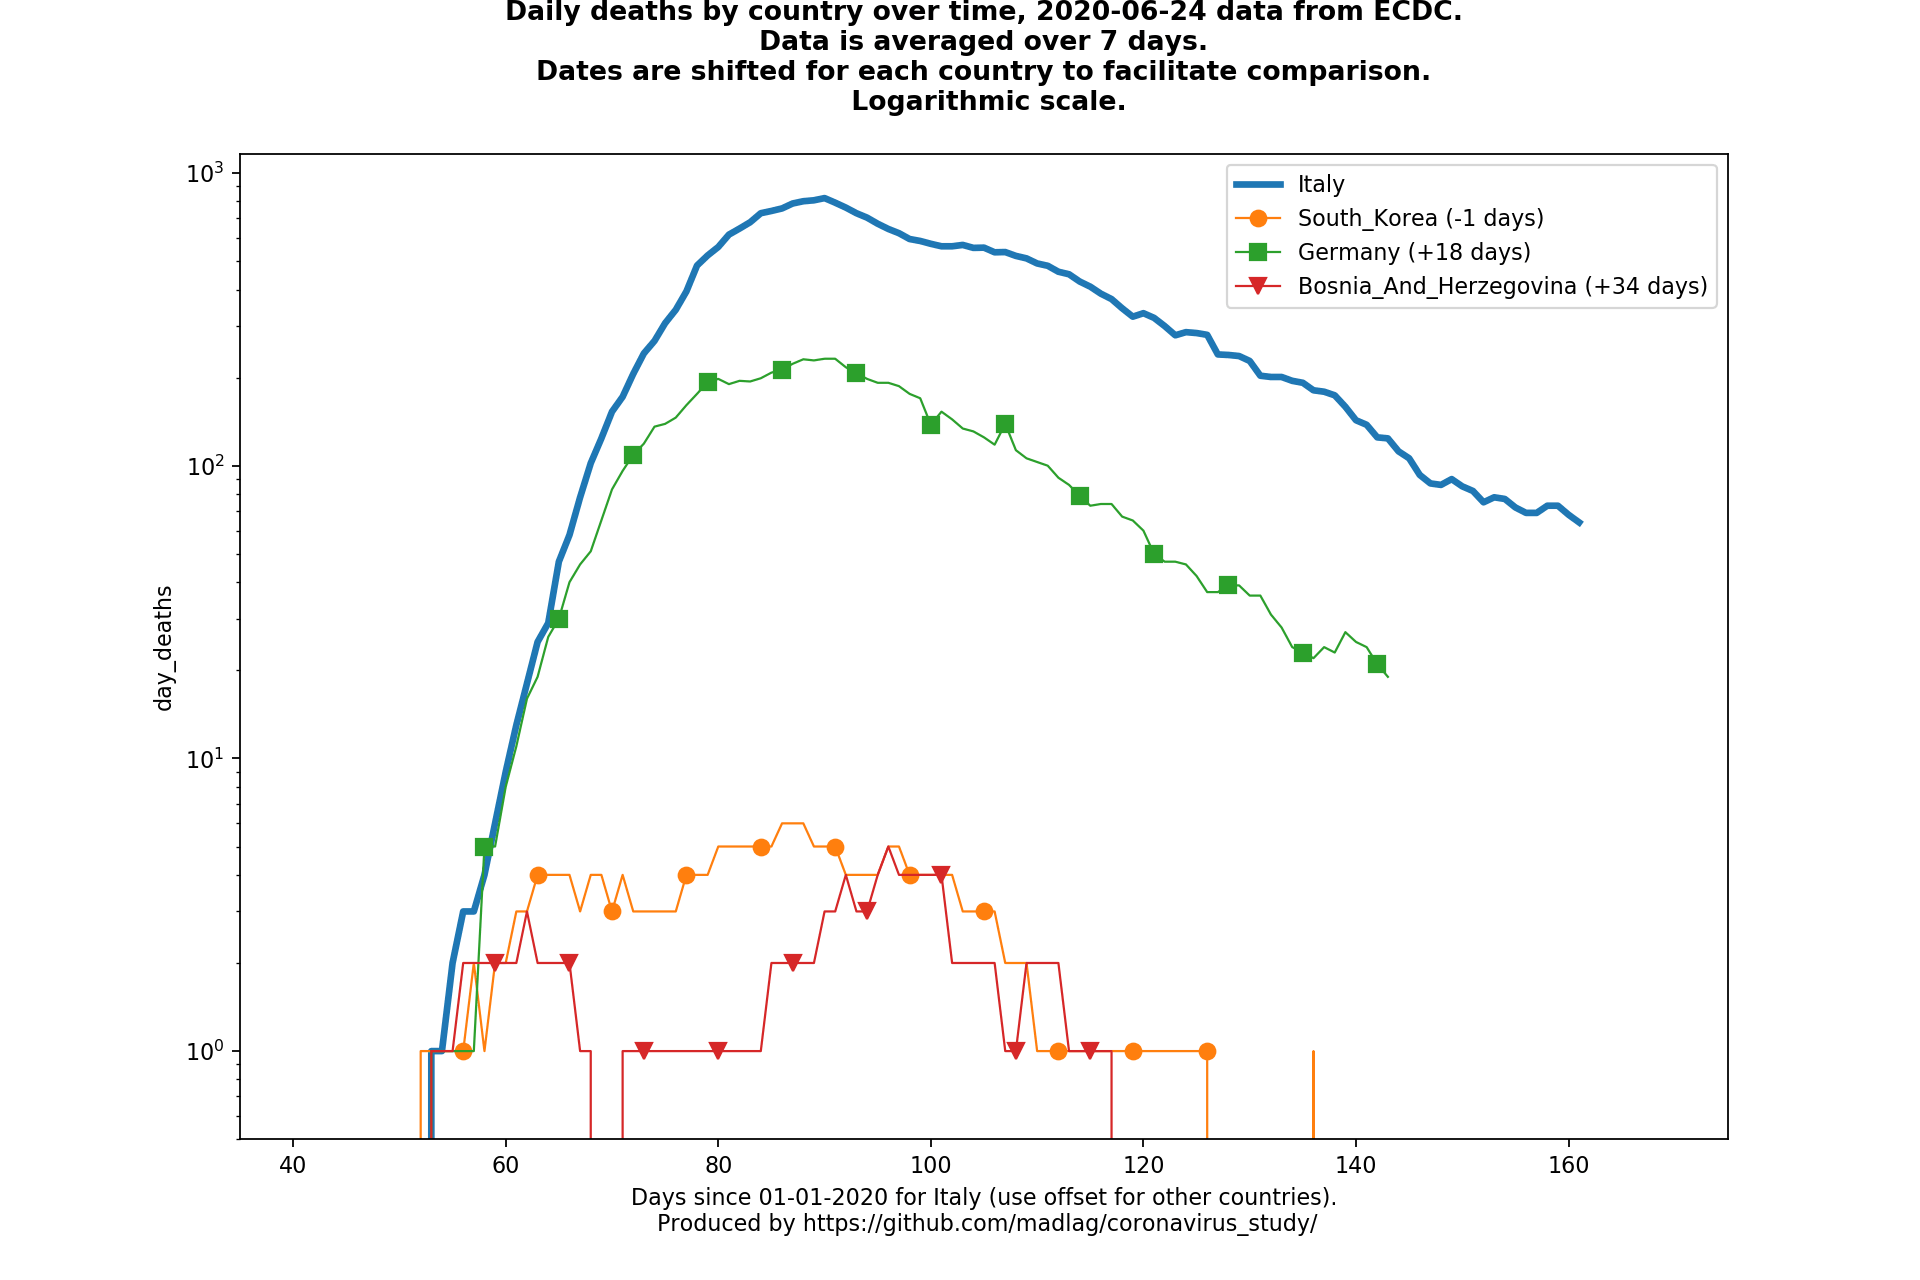 Daily deaths by country over time, 2020-06-24 data from ECDC.
Data is averaged over 7 days.
Dates are shifted for each country to facilitate comparison.
Logarithmic scale.
10³
10²
10¹
10⁰
day_deaths
Italy
South_Korea (-1 days)
Germany (+18 days)
Bosnia_And_Herzegovina (+34 days)
40 60 80 100 120 140 160
Days since 01-01-2020 for Italy (use offset for other countries).
Produced by https://github.com/madlag/coronavirus_study/